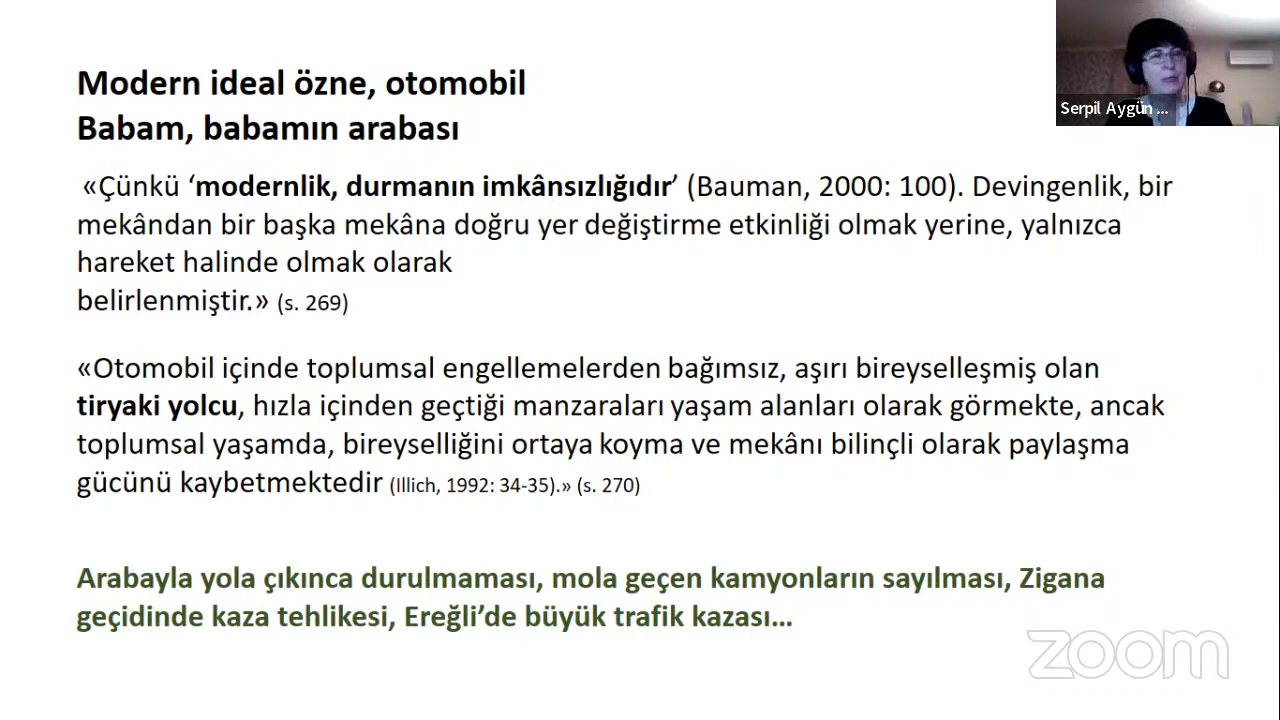 Modern ideal özne, otomobil
Babam, babamın arabası
«Çünkü ‘modernlik, durmanın imkânsızlığıdır’ (Bauman, 2000: 100). Devingenlik, bir
mekândan bir başka mekâna doğru yer değiştirme etkinliği olmak yerine, yalnızca
hareket halinde olmak olarak
belirlenmiştir.» (s. 269)
«Otomobil içinde toplumsal engellemelerden bağımsız, aşırı bireyselleşmiş olan
tiryaki yolcu, hızla içinden geçtiği manzaraları yaşam alanları olarak görmekte, ancak
toplumsal yaşamda, bireyselliğini ortaya koyma ve mekânı bilinçli olarak paylaşma
gücünü kaybetmektedir (Illich, 1992: 34-35).» (s. 270)
Arabayla yola çıkınca durulmaması, mola geçen kamyonların sayılması, Zigana
geçidinde kaza tehlikesi, Ereğli’de büyük trafik kazası…
Serpil Aygün ...
zoom